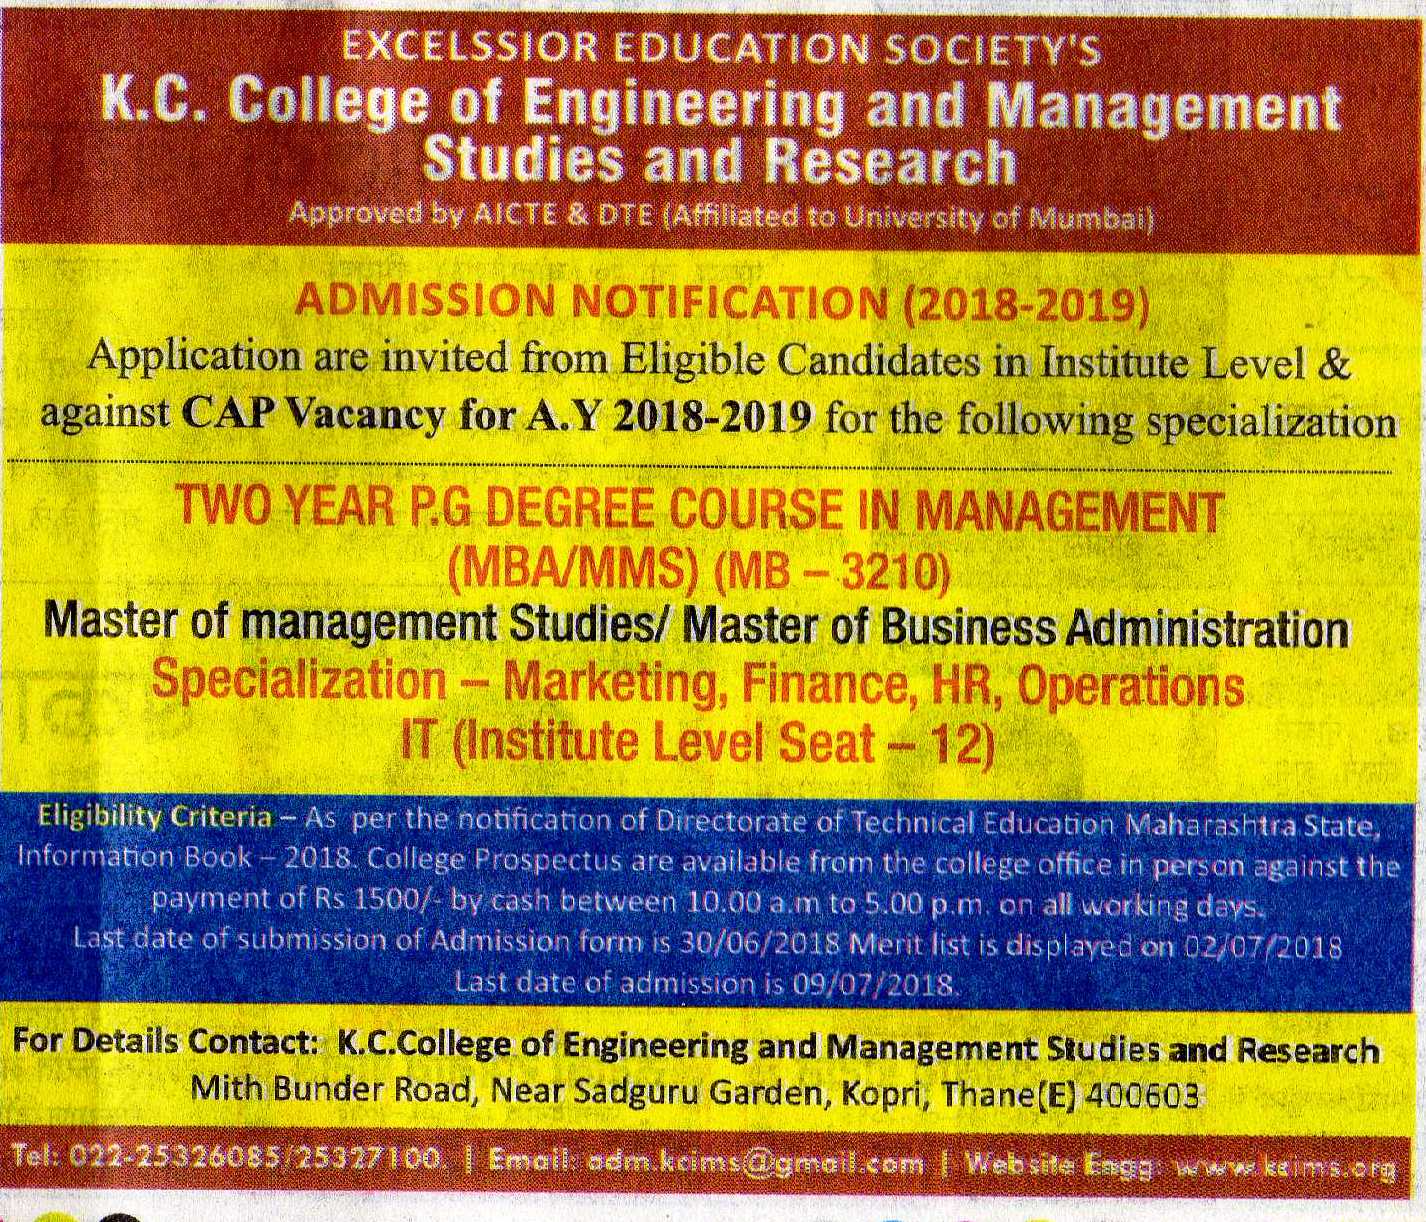 EXCELSSIOR EDUCATION SOCIETY'S
K.C. College of Engineering and Management
Studies and Research
Approved by AICTE & DTE (Affiliated to University of Mumbai)
ADMISSION NOTIFICATION (2018-2019)
Application are invited from Eligible Candidates in Institute Level &
against CAP Vacancy for A.Y 2018-2019 for the following specialization
TWO YEAR P.G DEGREE COURSE IN MANAGEMENT
(MBA/MMS) (MB – 3210)
Master of management Studies/ Master of Business Administration
Specialization – Marketing, Finance, HR, Operations
IT (Institute Level Seat – 12)
Eligibility Criteria – As per the notification of Directorate of Technical Education Maharashtra State,
Information Book – 2018. College Prospectus are available from the college office in person against the
payment of Rs 1500/- by cash between 10.00 a.m to 5.00 p.m. on all working days.
Last date of submission of Admission form is 30/06/2018 Merit list is displayed on 02/07/2018
Last date of admission is 09/07/2018.
For Details Contact: K.C.College of Engineering and Management Studies and Research
Mith Bunder Road, Near Sadguru Garden, Kopri, Thane(E) 400603
Tel: 022-25326085/25327100. | Email: adm.kcims@gmail.com | Website Engg: www.kcims.org